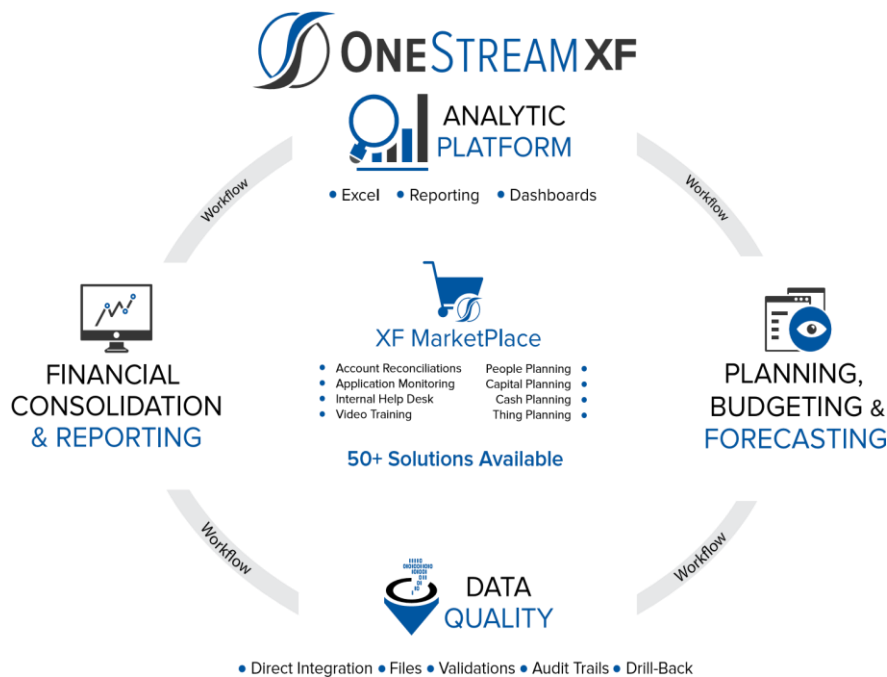 ONESTREAM XF
ANALYTIC
PLATFORM
• Excel • Reporting • Dashboards
Workflow
Workflow
XF MarketPlace
• Account Reconciliations
• Application Monitoring
• Internal Help Desk
• Video Training
People Planning •
Capital Planning •
Cash Planning •
Thing Planning •
50+ Solutions Available
FINANCIAL
CONSOLIDATION
& REPORTING
PLANNING,
BUDGETING &
FORECASTING
Workflow
Workflow
DATA
QUALITY
• Direct Integration • Files • Validations • Audit Trails • Drill-Back